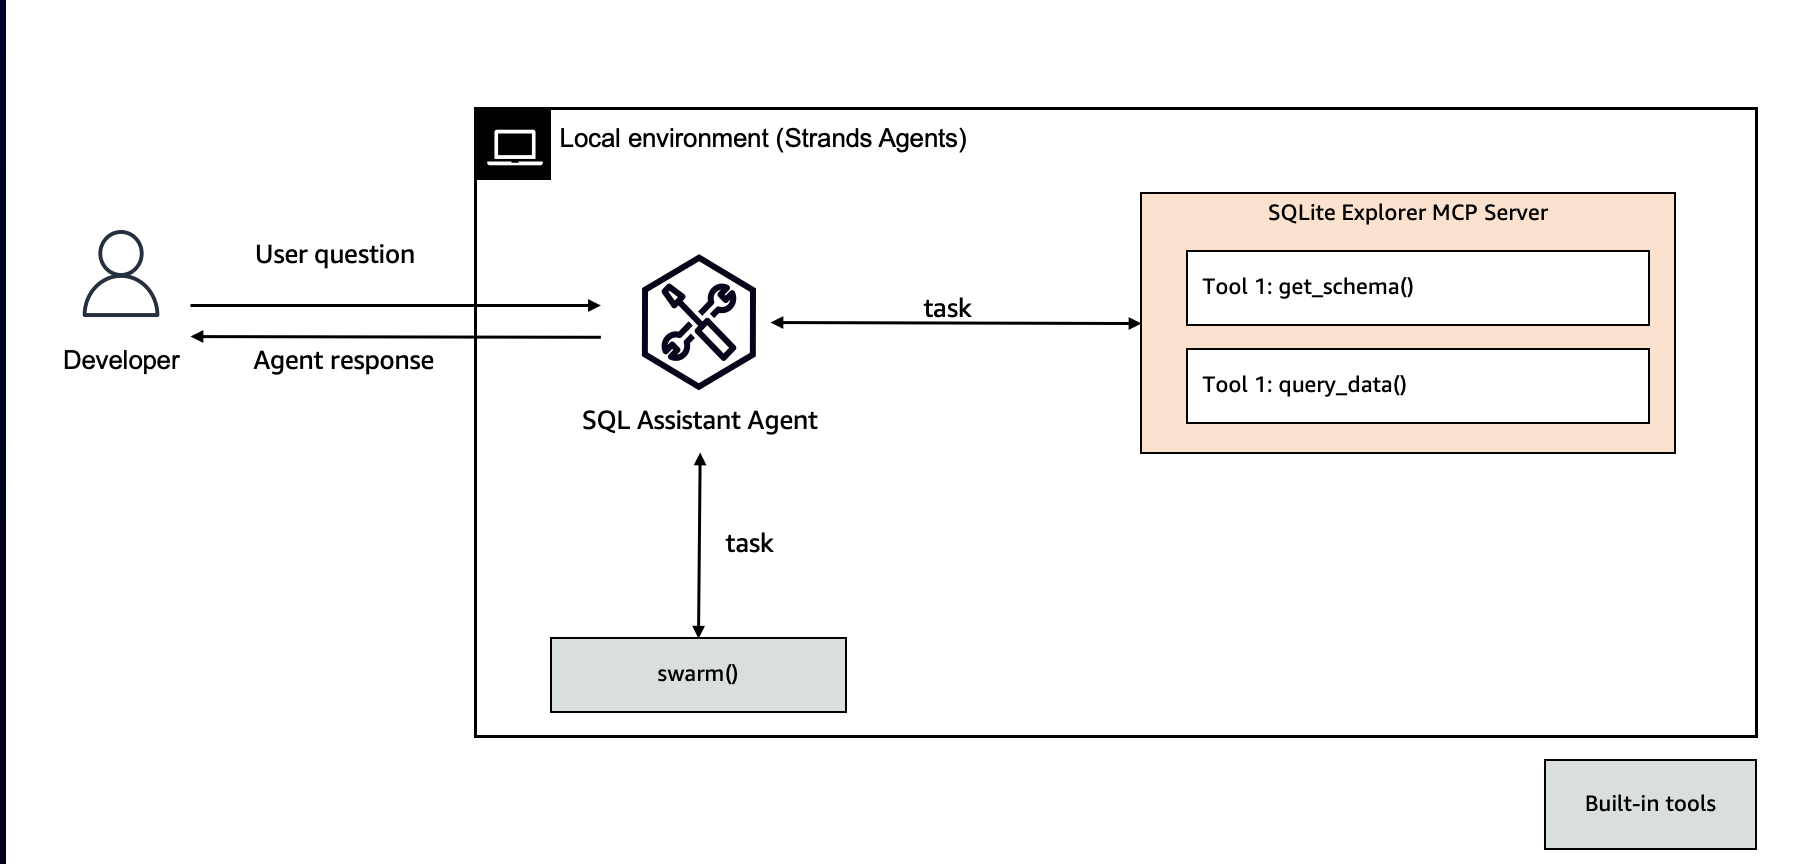 Local environment (Strands Agents)
SQLite Explorer MCP Server
Tool 1: get_schema()
Tool 1: query_data()
User question
Agent response
Developer
task
SQL Assistant Agent
task
swarm()
Built-in tools